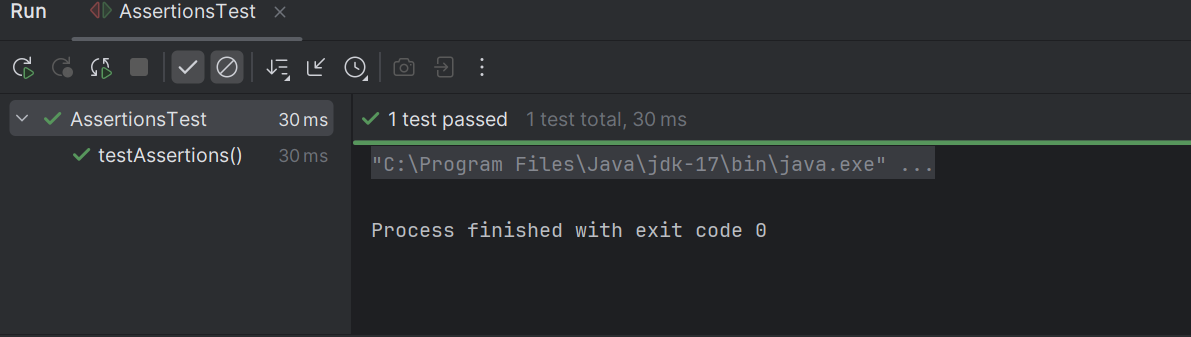 Run AssertionsTest
AssertionsTest 30 ms
testAssertions() 30 ms
1 test passed 1 test total, 30 ms
"C:\Program Files\Java\jdk-17\bin\java.exe" ...
Process finished with exit code 0